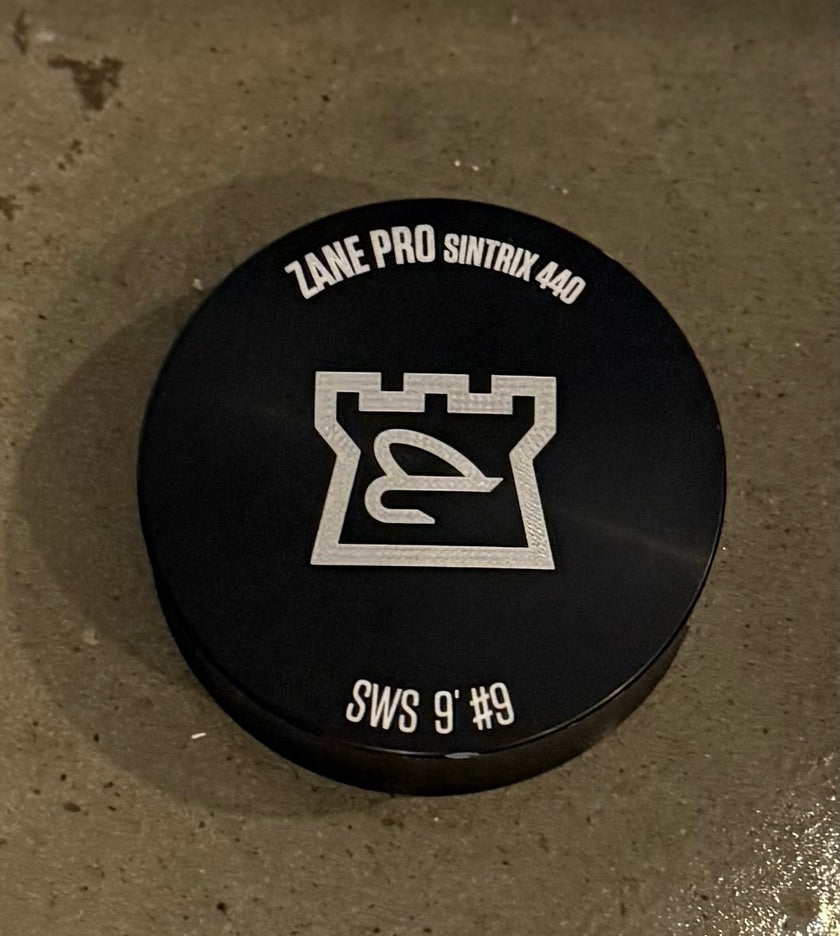 ZANE PRO SINTRIX 440
SWS 9' #9